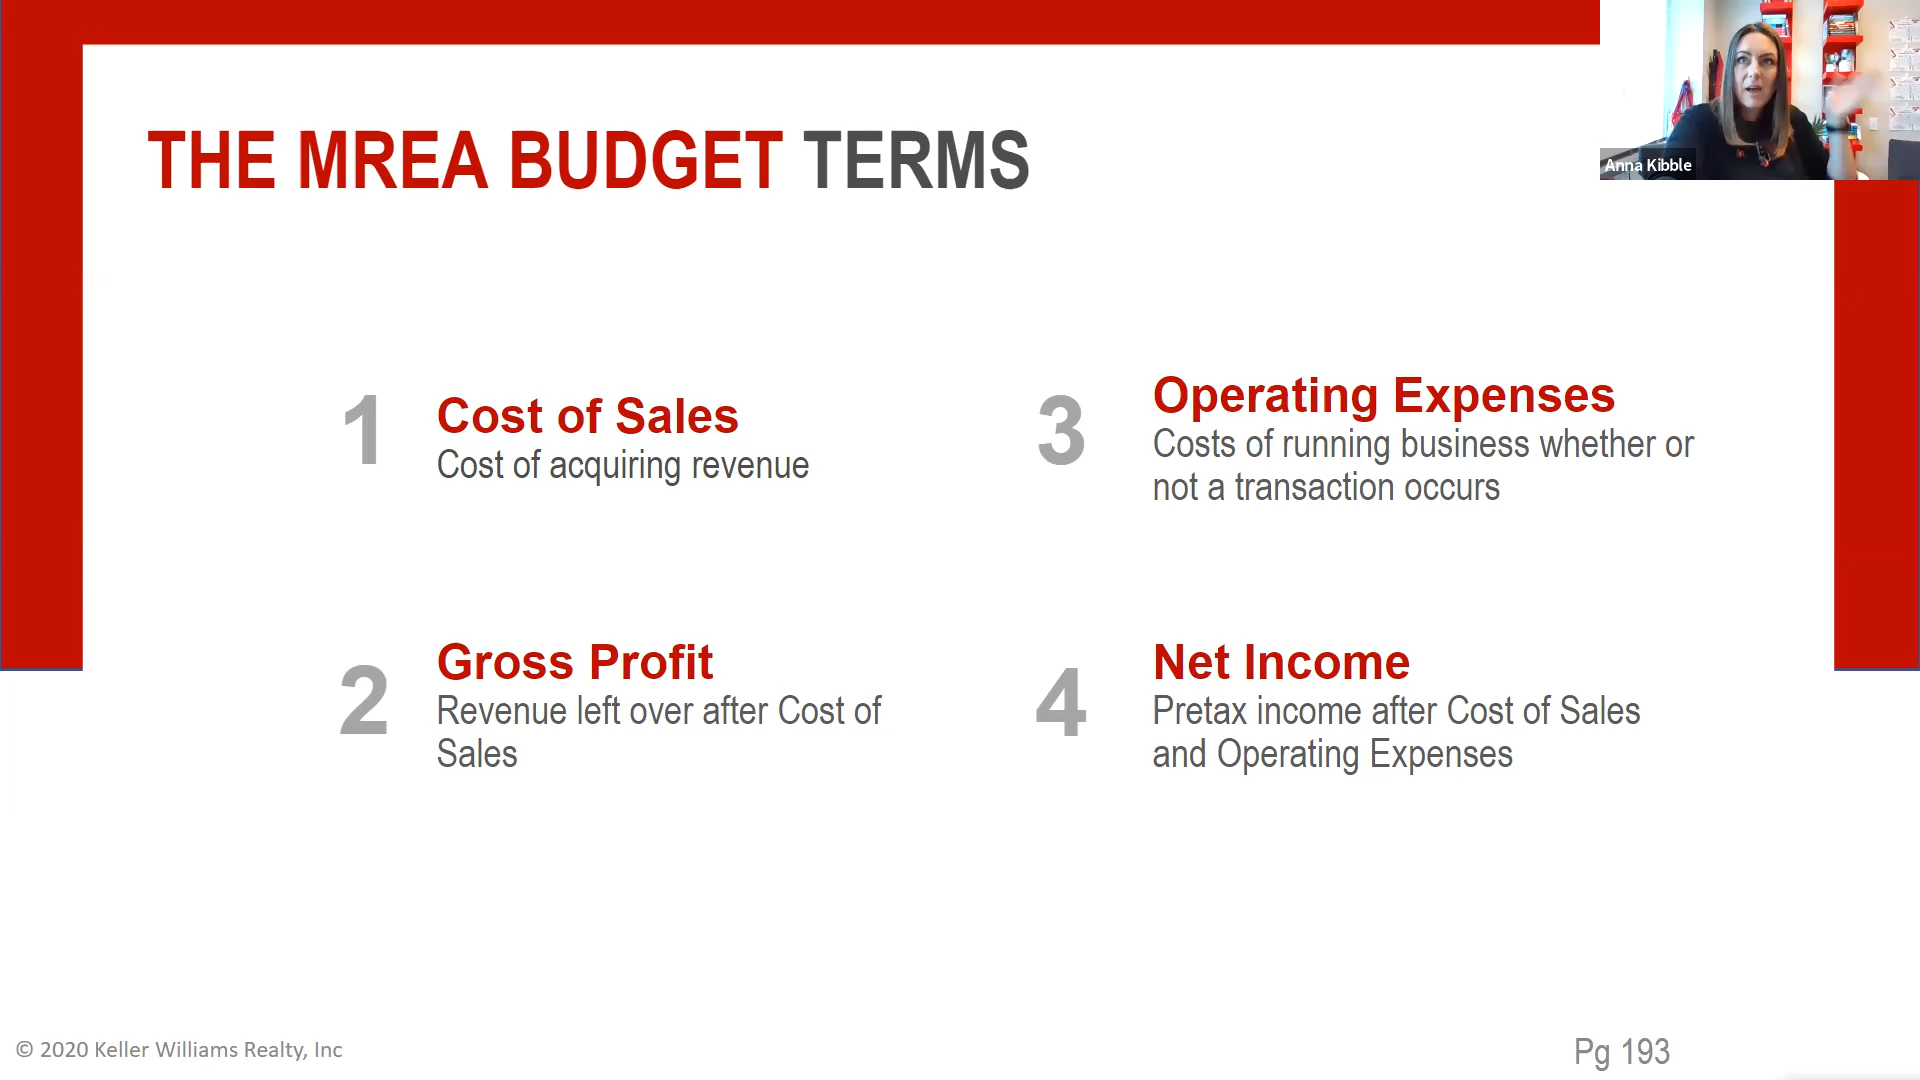 Anna Kibble
THE MREA BUDGET TERMS
1
Cost of Sales
Cost of acquiring revenue
2
Gross Profit
Revenue left over after Cost of
Sales
3
Operating Expenses
Costs of running business whether or
not a transaction occurs
4
Net Income
Pretax income after Cost of Sales
and Operating Expenses
© 2020 Keller Williams Realty, Inc
Pg 193